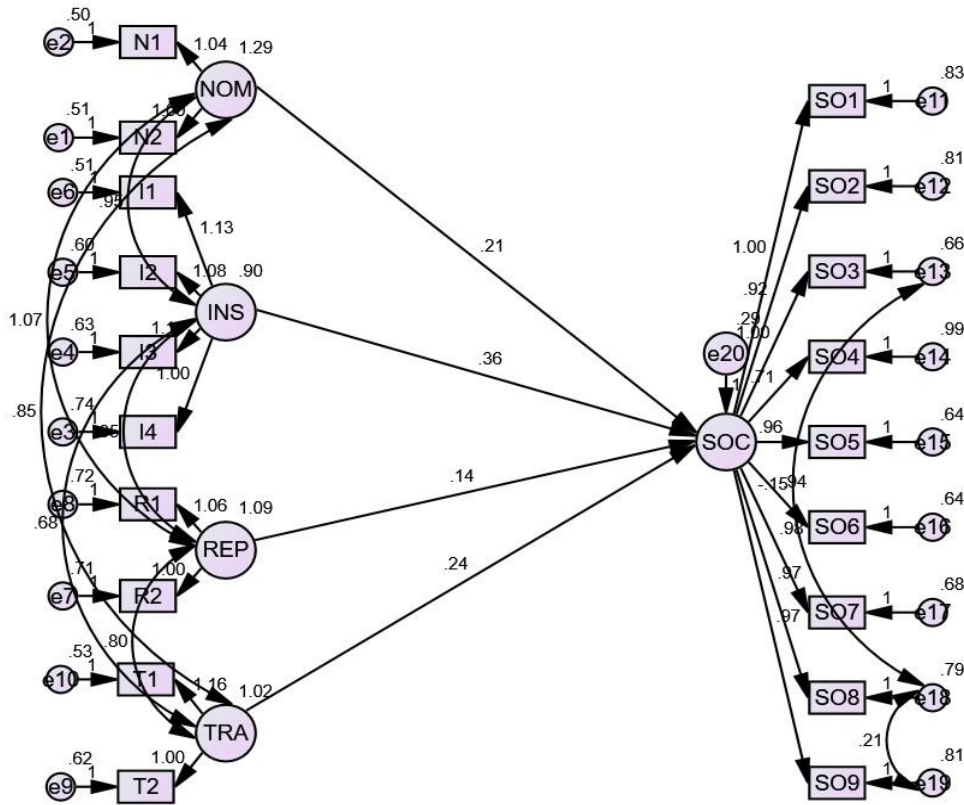 .50
e2 1 N1 1.04 1.29
NOM
.51
e1 1 N2 1.00
.51
e6 1 I1 .95
1.13
.60
e5 1 I2 1.08 .90
INS
1.07
.63
e4 1 I3
1.00
.85
.74
e3 1 I4
.72
e8 1 R1 1.06 1.09
.68
REP
.71
e7 1 R2 1.00
.80
.53
e10 1 T1 1.16 1.02
TRA
.62
e9 1 T2 1.00
.21
.36
.14
.24
.29
e20
1
SOC
1.00
.92
1.00
.71
.96
-.15
.94
.98
.97
.97
SO1 1 e11 .83
SO2 1 e12 .81
SO3 1 e13 .66
SO4 1 e14 .99
SO5 1 e15 .64
SO6 1 e16 .64
SO7 1 e17 .68
SO8 1 e18 .79
.21
SO9 1 e19 .81